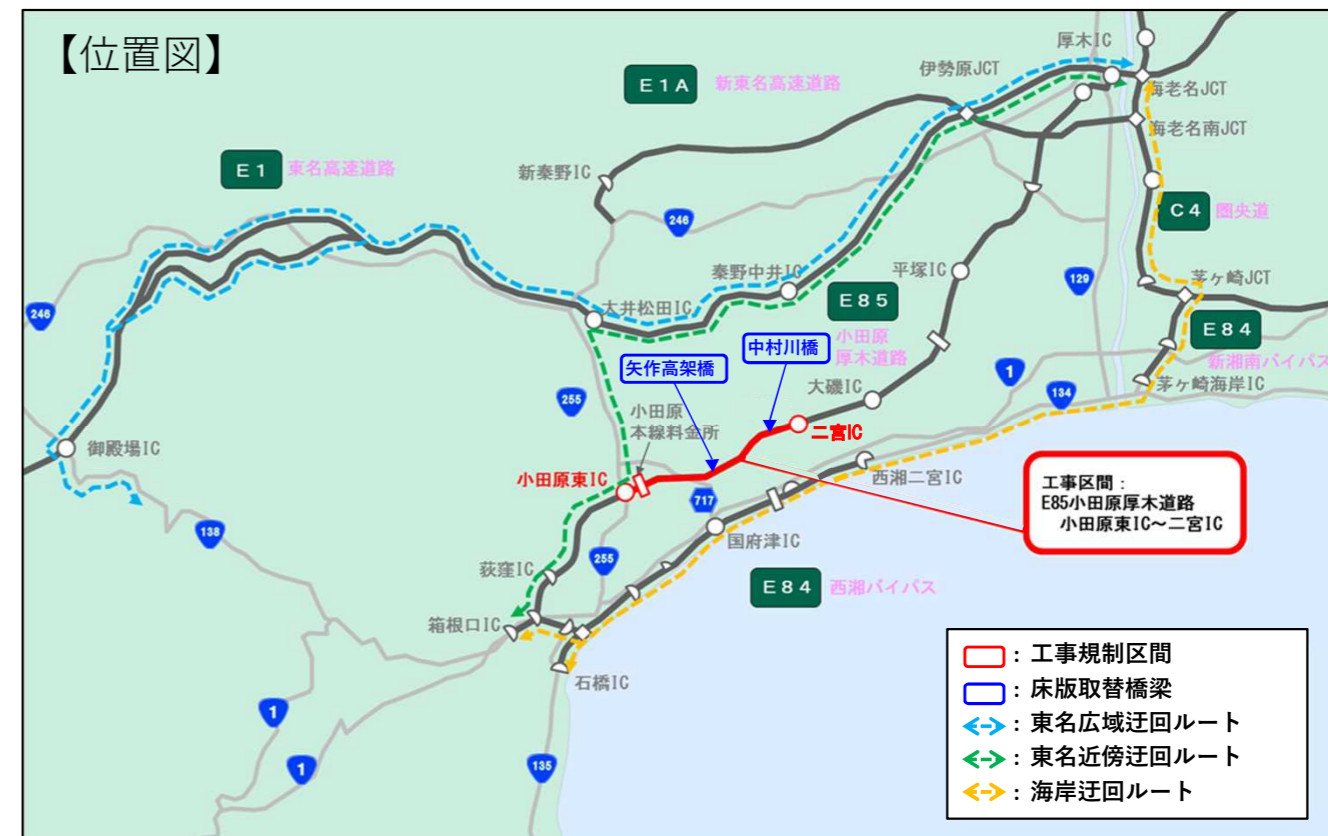 【位置図】
厚木IC
伊勢原JCT
E1A
新東名高速道路
海老名JCT
海老名南JCT
E1
東名高速道路
新秦野IC
246
C4
圏央道
秦野中井IC
平塚IC
129
茅ヶ崎JCT
246
大井松田IC
E85
小田原
厚木道路
E84
新湘南バイパス
中村川橋
矢作高架橋
1
134
茅ヶ崎海岸IC
大磯IC
255
小田原
本線料金所
二宮IC
御殿場IC
小田原東IC
西湘二宮IC
工事区間：
E85小田原厚木道路
小田原東IC～二宮IC
717
138
国府津IC
255
荻窪IC
E84
西湘バイパス
箱根口IC
石橋IC
1
1
135
：工事規制区間
：床版取替橋梁
：東名広域迂回ルート
：東名近傍迂回ルート
：海岸迂回ルート